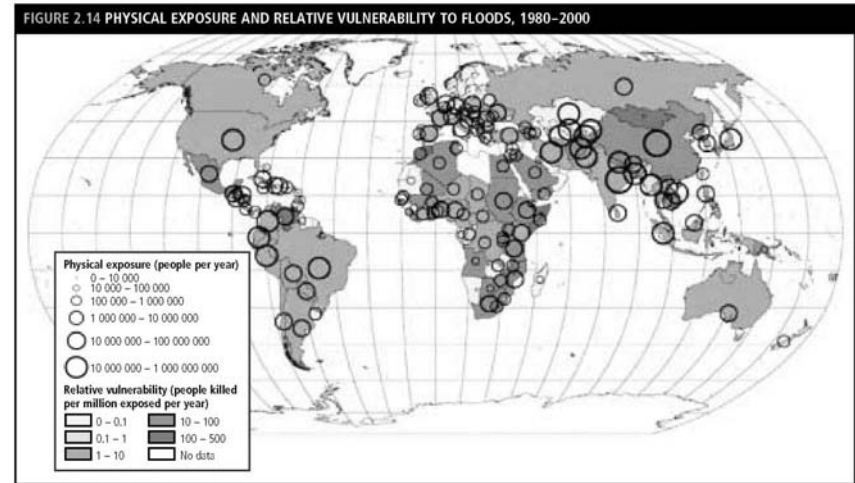 FIGURE 2.14 PHYSICAL EXPOSURE AND RELATIVE VULNERABILITY TO FLOODS, 1980–2000
Physical exposure (people per year)
0 – 10 000
10 000 – 100 000
100 000 – 1 000 000
1 000 000 – 10 000 000
10 000 000 – 100 000 000
10 000 000 – 1 000 000 000
Relative vulnerability (people killed
per million exposed per year)
0 – 0.1
10 – 100
0.1 – 1
100 – 500
1 – 10
No data